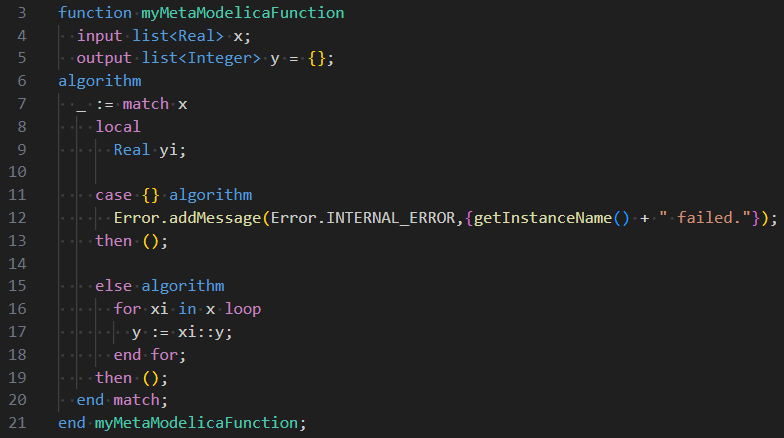 3 function myMetaModelicaFunction
4   input list<Real> x;
5   output list<Integer> y = {};
6 algorithm
7   _ := match x
8     local
9       Real yi;
10
11     case {} algorithm
12       Error.addMessage(Error.INTERNAL_ERROR,{getInstanceName() + " failed."});
13     then ();
14
15     else algorithm
16       for xi in x loop
17         y := xi::y;
18       end for;
19     then ();
20   end match;
21 end myMetaModelicaFunction;